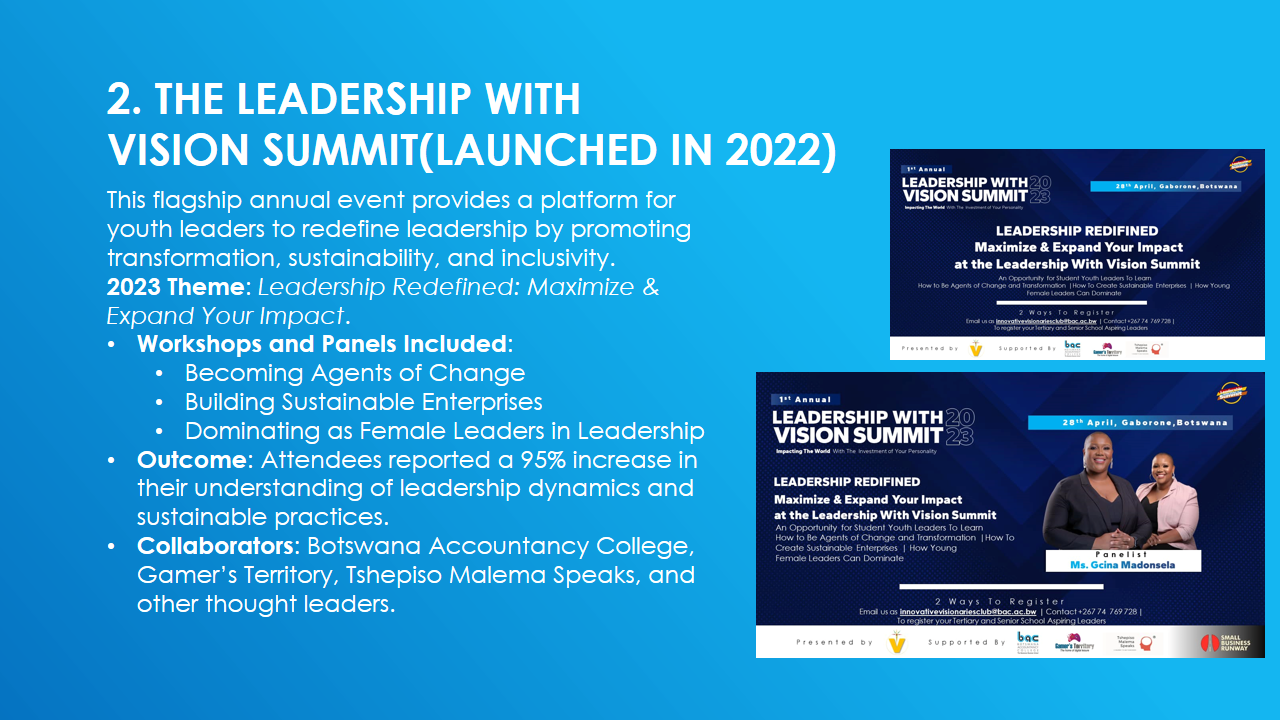 2. THE LEADERSHIP WITH
VISION SUMMIT(LAUNCHED IN 2022)
This flagship annual event provides a platform for
youth leaders to redefine leadership by promoting
transformation, sustainability, and inclusivity.
2023 Theme: Leadership Redefined: Maximize &
Expand Your Impact.
• Workshops and Panels Included:
• Becoming Agents of Change
• Building Sustainable Enterprises
• Dominating as Female Leaders in Leadership
• Outcome: Attendees reported a 95% increase in
their understanding of leadership dynamics and
sustainable practices.
• Collaborators: Botswana Accountancy College,
Gamer's Territory, Tshepiso Malema Speaks, and
other thought leaders.
1st Annual
LEADERSHIP WITH 20
VISION SUMMIT 23
Impacting The World With The Investment of Your Personality
28th April, Gaborone,Botswana
LEADERSHIP REDIFINED
Maximize & Expand Your Impact
at the Leadership With Vision Summit
An Opportunity for Student Youth Leaders To Learn
How to Be Agents of Change and Transformation | How To Create Sustainable Enterprises | How Young
Female Leaders Can Dominate
2 Ways To Register
Email us as innovativevisionariesclub@bac.ac.bw | Contact +267 74 769 728 |
To register your Tertiary and Senior School Aspiring Leaders
Presented by
Supported By
bac
Gamer's Territory
Tshepiso
Malema
Speaks
1st Annual
LEADERSHIP WITH 20
VISION SUMMIT 23
Impacting The World With The Investment of Your Personality
28th April, Gaborone,Botswana
LEADERSHIP REDIFINED
Maximize & Expand Your Impact
at the Leadership With Vision Summit
An Opportunity for Student Youth Leaders To Learn
How to Be Agents of Change and Transformation |How To
Create Sustainable Enterprises | How Young
Female Leaders Can Dominate
Panelist
Ms. Gcina Madonsela
2 Ways To Register
Email us as innovativevisionariesclub@bac.ac.bw | Contact +267 74 769 728 |
To register your Tertiary and Senior School Aspiring Leaders
Presented by
Supported By
bac
Gamer's Territory
Tshepiso
Malema
Speaks
SMALL
BUSINESS
RUNWAY